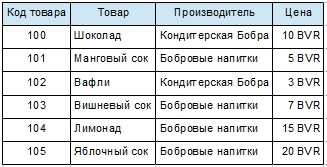 Код товара Товар Производитель Цена
100 Шоколад Кондитерская Бобра 10 BVR
101 Манговый сок Бобровые напитки 5 BVR
102 Вафли Кондитерская Бобра 3 BVR
103 Вишневый сок Бобровые напитки 7 BVR
104 Лимонад Бобровые напитки 15 BVR
105 Яблочный сок Бобровые напитки 20 BVR